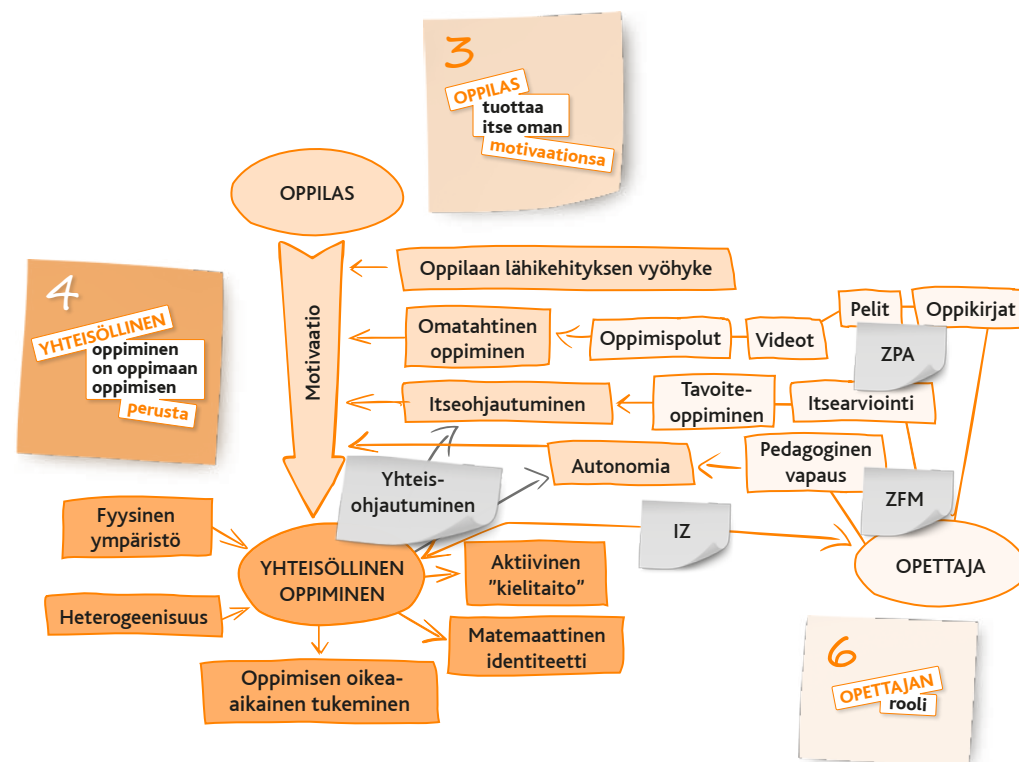 3
OPPILAS
tuottaa
itse oman
motivaationsa
OPPILAS
4
YHTEISÖLLINEN
oppiminen
on oppimaan
oppimisen
perusta
Motivaatio
Oppilaan lähikehityksen vyöhyke
Omatahtinen
oppiminen
Oppimispolut
Videot
Pelit
Oppikirjat
ZPA
Itseohjautuminen
Tavoite-
oppiminen
Itsearviointi
Autonomia
Pedagoginen
vapaus
Yhteis-
ohjautuminen
IZ
ZFM
OPETTAJA
Fyysinen
ympäristö
Heterogeenisuus
YHTEISÖLLINEN
OPPIMINEN
Aktiivinen
”kielitaito”
Matemaattinen
identiteetti
Oppimisen oikea-
aikainen tukeminen
6
OPETTAJAN
rooli